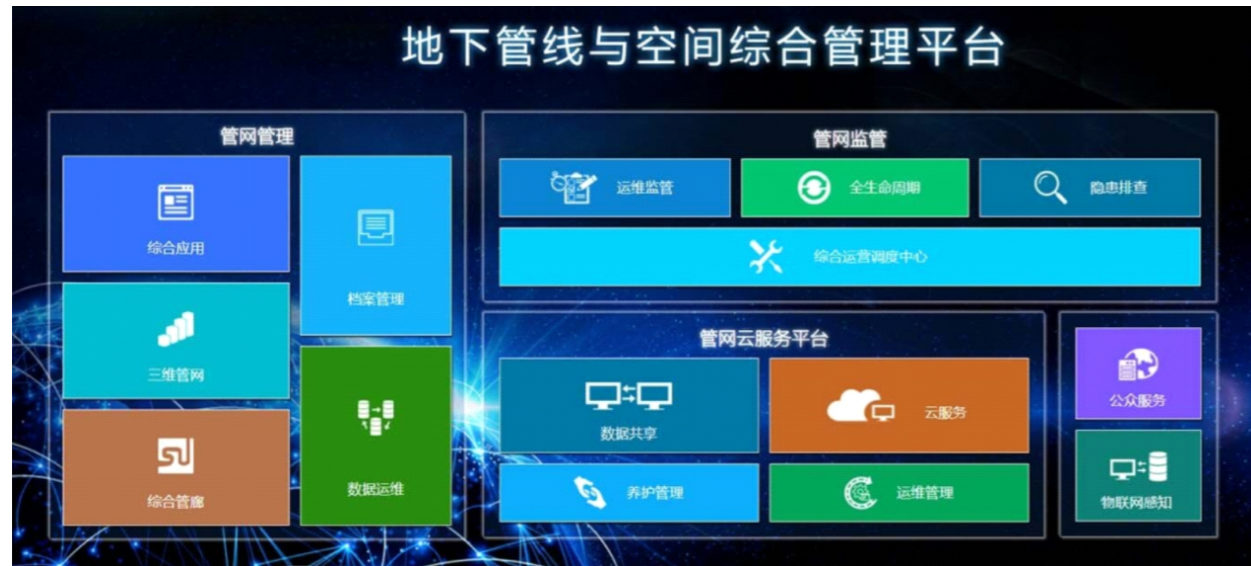 地下管线与空间综合管理平台
管网管理
综合应用
档案管理
三维管网
综合管廊
数据运维
管网监管
运维监管
全生命周期
隐患排查
综合运营调度中心
管网云服务平台
数据共享
云服务
养护管理
运维管理
公众服务
物联网感知